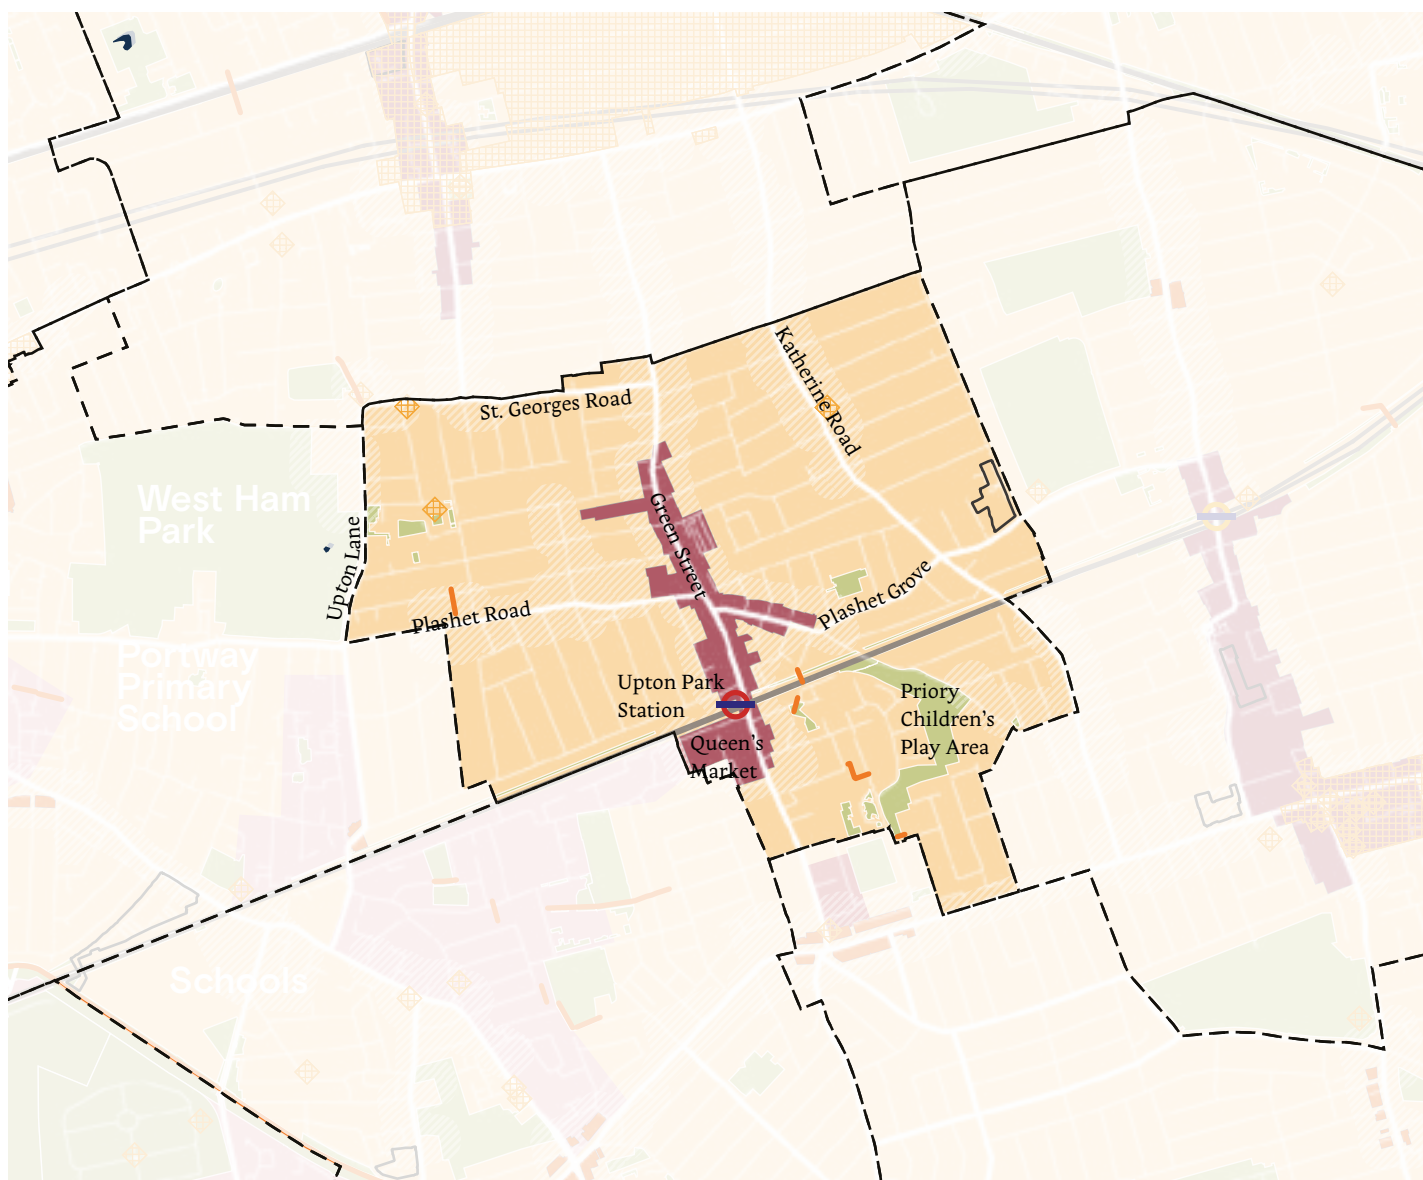 Katherine Road
St. Georges Road
West Ham
Park
Green Street
Upton Lane
Plashet Grove
Plashet Road
Portway
Primary
School
Upton Park
Station
Priory
Children's
Play Area
Queen's
Market
Schools